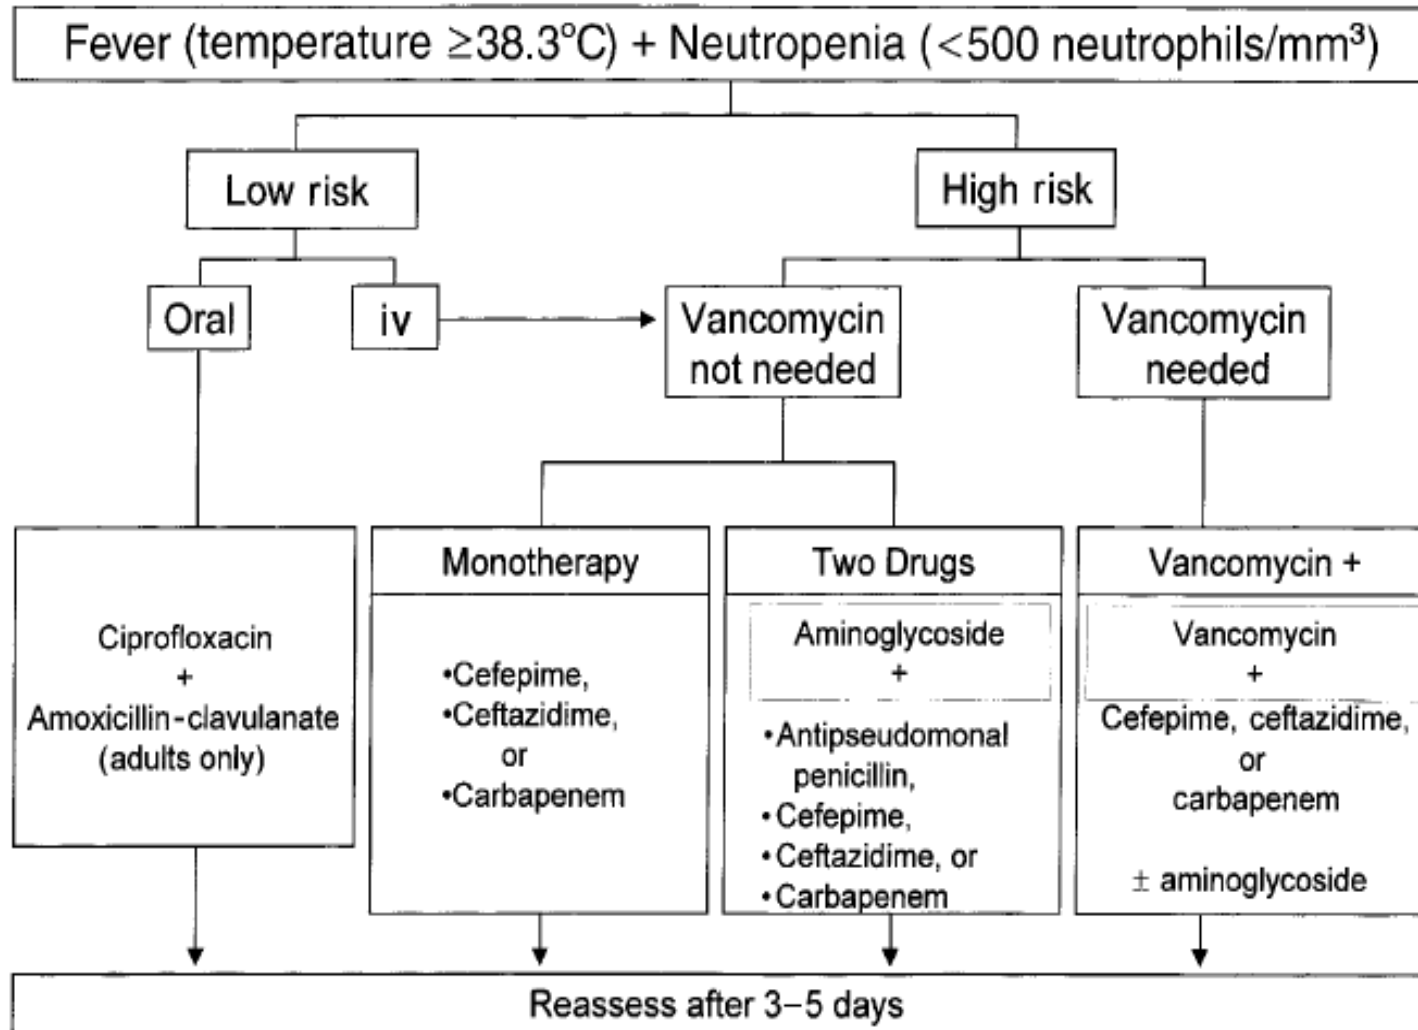 Fever (temperature ≥38.3°C) + Neutropenia (<500 neutrophils/mm³)
Low risk
High risk
Oral
iv
Vancomycin
not needed
Vancomycin
needed
Ciprofloxacin
+
Amoxicillin-clavulanate
(adults only)
Monotherapy
•Cefepime,
•Ceftazidime,
or
•Carbapenem
Two Drugs
Aminoglycoside
+
•Antipseudomonal
penicillin,
•Cefepime,
•Ceftazidime, or
•Carbapenem
Vancomycin +
Vancomycin
+
Cefepime, ceftazidime,
or
carbapenem
± aminoglycoside
Reassess after 3–5 days